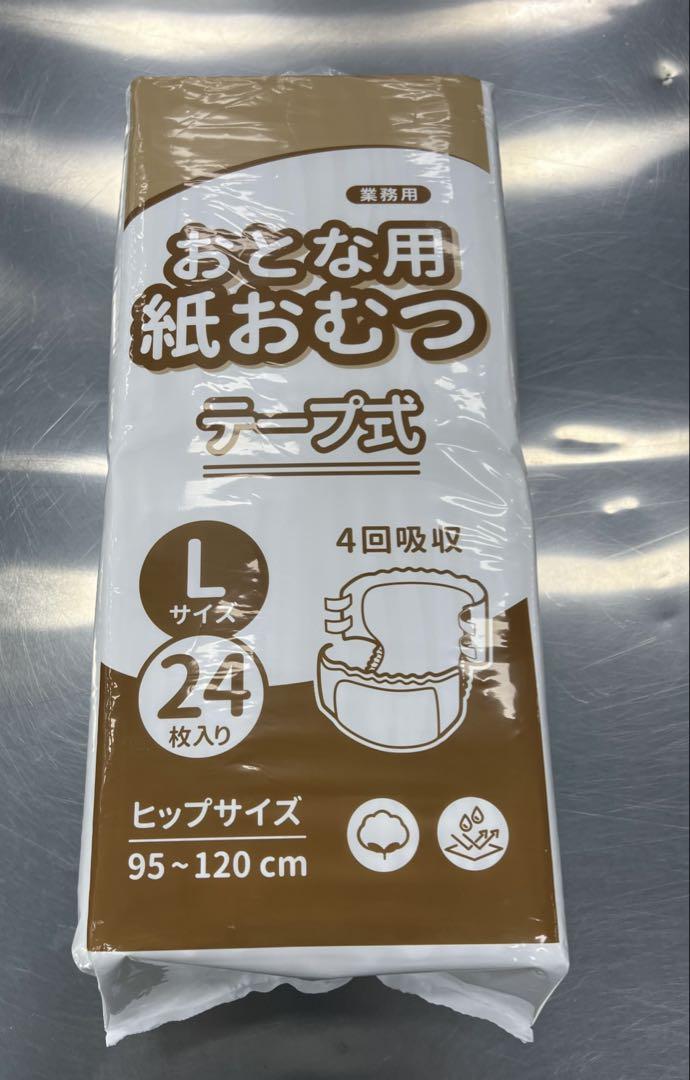 業務用
おとな用
紙おむつ
テープ式
4回吸収
L
サイズ
24
枚入り
ヒップサイズ
95~120 cm